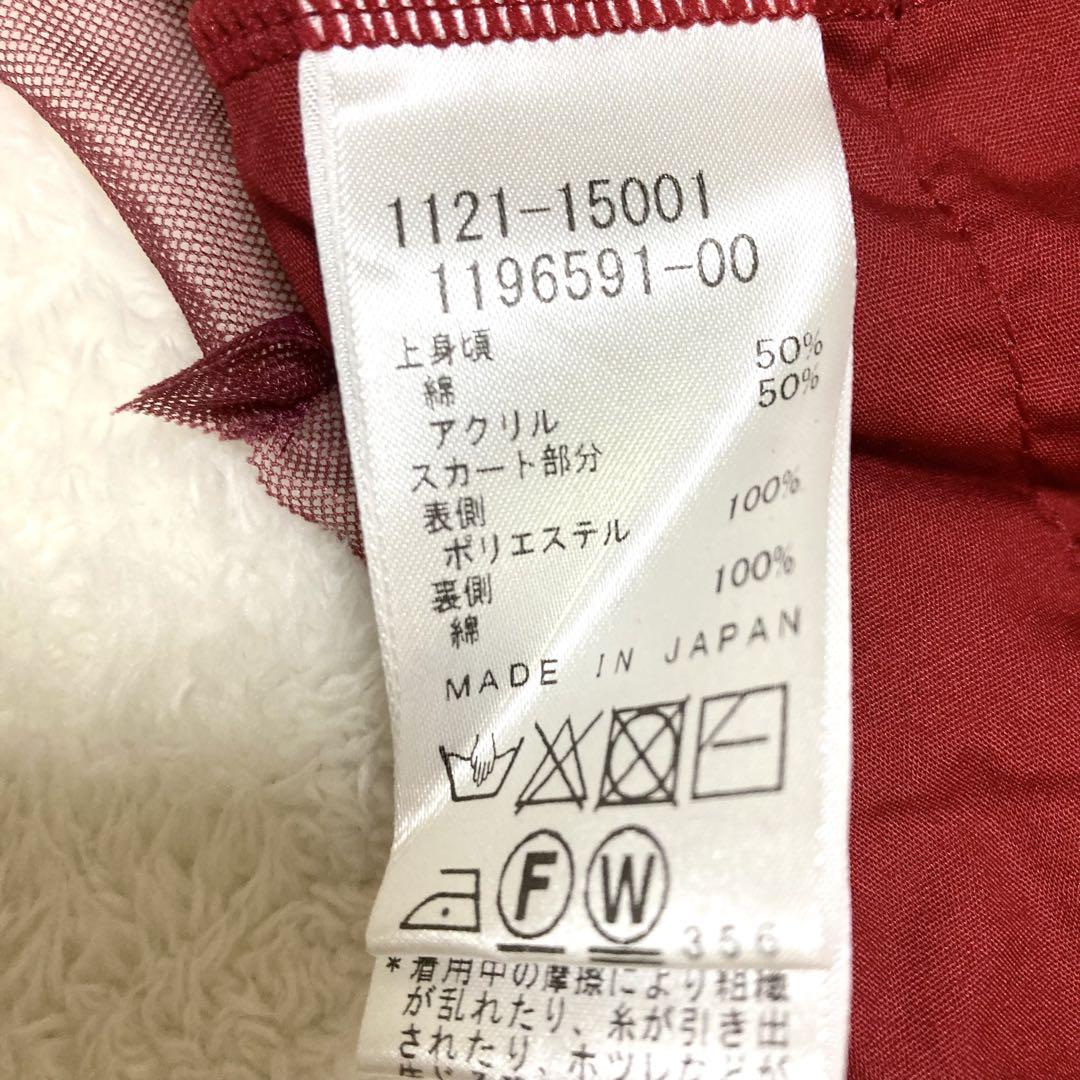 1121-15001
1196591-00
上身頃
綿 50%
アクリル 50%
スカート部分
表側
ポリエステル 100%
裏側
綿 100%
MADE IN JAPAN
F W
356
*着用中の摩擦により組織
が乱れたり、糸が引き出
されたり、ホツレなどが